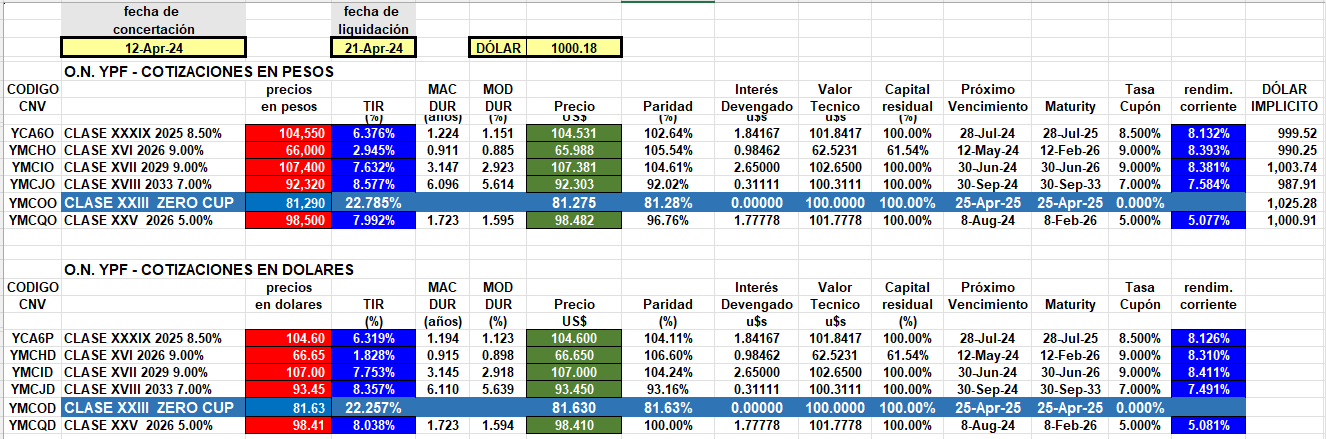 fecha de fecha de
concertación liquidación
12-Apr-24 21-Apr-24 DÓLAR 1000.18
O.N. YPF - COTIZACIONES EN PESOS
CODIGO precios MAC MOD Interés Valor Capital Próximo Tasa rendim. DÓLAR
CNV en pesos TIR DUR DUR Precio Paridad Devengado Tecnico residual Vencimiento Maturity Cupón corriente IMPLICITO
(%) (años) (%) US$ (%) u$s u$s (%)
YCA6O CLASE XXXIX 2025 8.50% 104,550 6.376% 1.224 1.151 104.531 102.64% 1.84167 101.8417 100.00% 28-Jul-24 28-Jul-25 8.500% 8.132% 999.52
YMCHO CLASE XVI 2026 9.00% 66,000 2.945% 0.911 0.885 65.988 105.54% 0.98462 62.5231 61.54% 12-May-24 12-Feb-26 9.000% 8.393% 990.25
YMCIO CLASE XVII 2029 9.00% 107,400 7.632% 3.147 2.923 107.381 104.61% 2.65000 102.6500 100.00% 30-Jun-24 30-Jun-26 9.000% 8.381% 1,003.74
YMCJO CLASE XVIII 2033 7.00% 92,320 8.577% 6.096 5.614 92.303 92.02% 0.31111 100.3111 100.00% 30-Sep-24 30-Sep-33 7.000% 7.584% 987.91
YMCOO CLASE XXIII ZERO CUP 81,290 22.785% 81.275 81.28% 0.00000 100.0000 100.00% 25-Apr-25 25-Apr-25 0.000% 1,025.28
YMCQO CLASE XXV 2026 5.00% 98,500 7.992% 1.723 1.595 98.482 96.76% 1.77778 101.7778 100.00% 8-Aug-24 8-Feb-26 5.000% 5.077% 1,000.91
O.N. YPF - COTIZACIONES EN DOLARES
CODIGO precios MAC MOD Interés Valor Capital Próximo Tasa rendim.
CNV en dolares TIR DUR DUR Precio Paridad Devengado Tecnico residual Vencimiento Maturity Cupón corriente
(%) (años) (%) US$ (%) u$s u$s (%)
YCA6P CLASE XXXIX 2025 8.50% 104.60 6.319% 1.194 1.123 104.600 104.11% 1.84167 101.8417 100.00% 28-Jul-24 28-Jul-25 8.500% 8.126%
YMCHD CLASE XVI 2026 9.00% 66.65 1.828% 0.915 0.898 66.650 106.60% 0.98462 62.5231 61.54% 12-May-24 12-Feb-26 9.000% 8.310%
YMCID CLASE XVII 2029 9.00% 107.00 7.753% 3.145 2.918 107.000 104.24% 2.65000 102.6500 100.00% 30-Jun-24 30-Jun-26 9.000% 8.411%
YMCJD CLASE XVIII 2033 7.00% 93.45 8.357% 6.110 5.639 93.450 93.16% 0.31111 100.3111 100.00% 30-Sep-24 30-Sep-33 7.000% 7.491%
YMCOD CLASE XXIII ZERO CUP 81.63 22.257% 81.630 81.63% 0.00000 100.0000 100.00% 25-Apr-25 25-Apr-25 0.000%
YMCQD CLASE XXV 2026 5.00% 98.41 8.038% 1.723 1.594 98.410 100.00% 1.77778 101.7778 100.00% 8-Aug-24 8-Feb-26 5.000% 5.081%